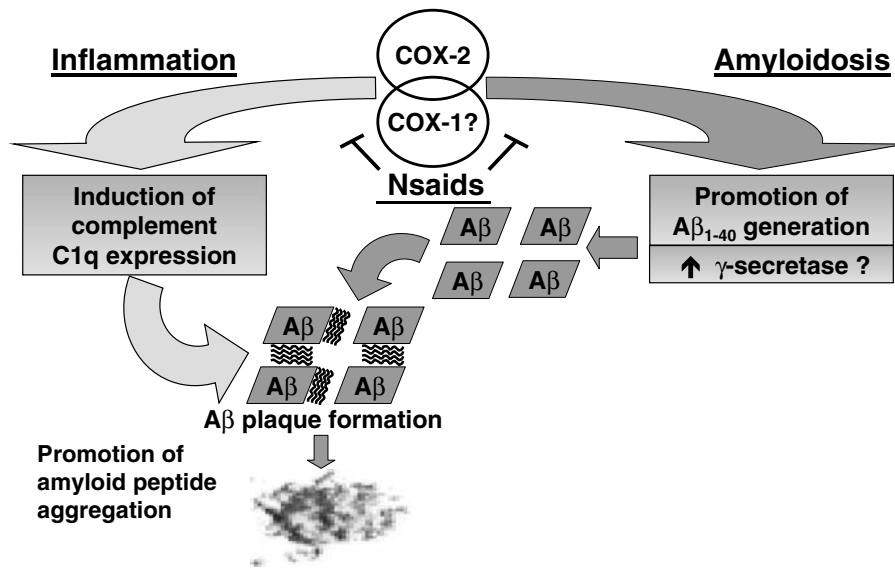 Inflammation
COX-2
Amyloidosis
COX-1?
Nsaids
Induction of
complement
C1q expression
Promotion of
Aβ1-40 generation
↑ γ-secretase ?
Aβ Aβ
Aβ Aβ
Aβ Aβ
Aβ Aβ
Aβ plaque formation
Promotion of
amyloid peptide
aggregation